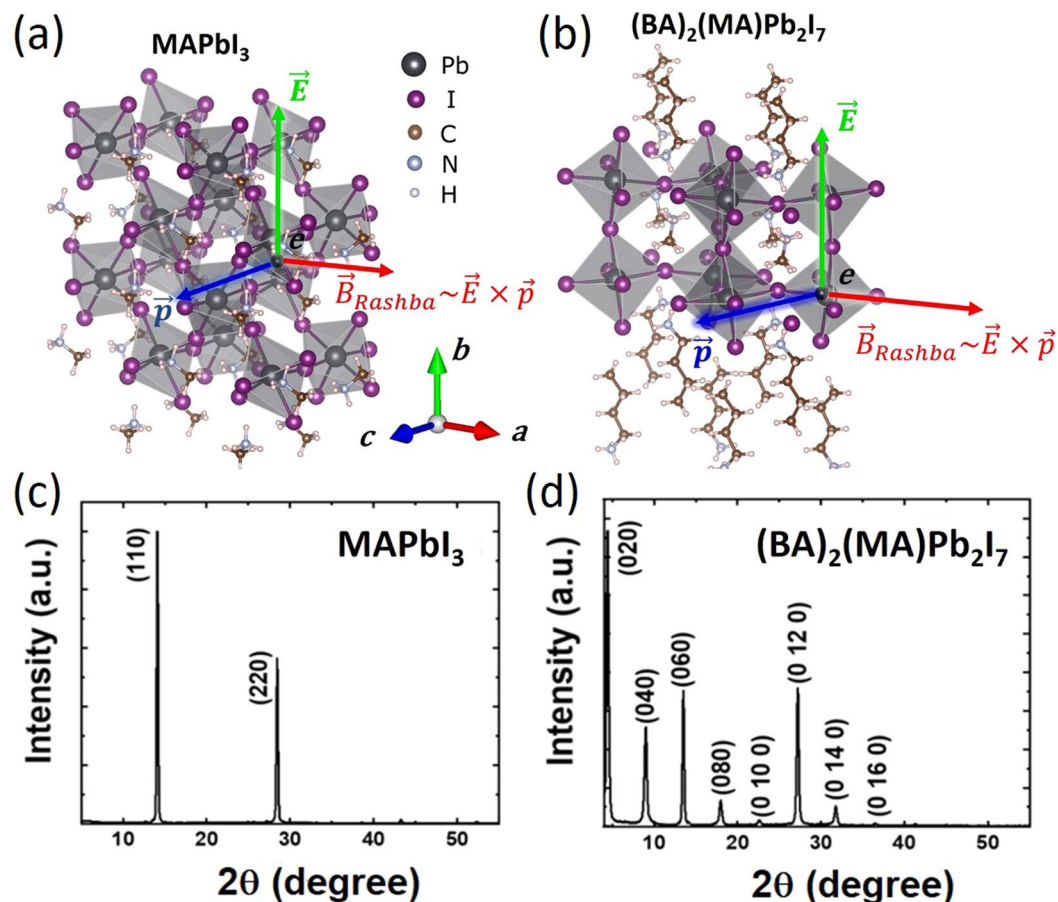 (a)
MAPbI₃
Pb
I
C
N
H
E⃗
e
p⃗
B⃗_Rashba~E⃗ × p⃗
b
c
a
(b)
(BA)₂(MA)Pb₂I₇
E⃗
e
p⃗
B⃗_Rashba~E⃗ × p⃗
(c)
MAPbI₃
(110)
(220)
Intensity (a.u.)
10 20 30 40 50
2θ (degree)
(d)
(BA)₂(MA)Pb₂I₇
(020)
(040)
(060)
(080)
(0 10 0)
(0 12 0)
(0 14 0)
(0 16 0)
Intensity (a.u.)
10 20 30 40 50
2θ (degree)